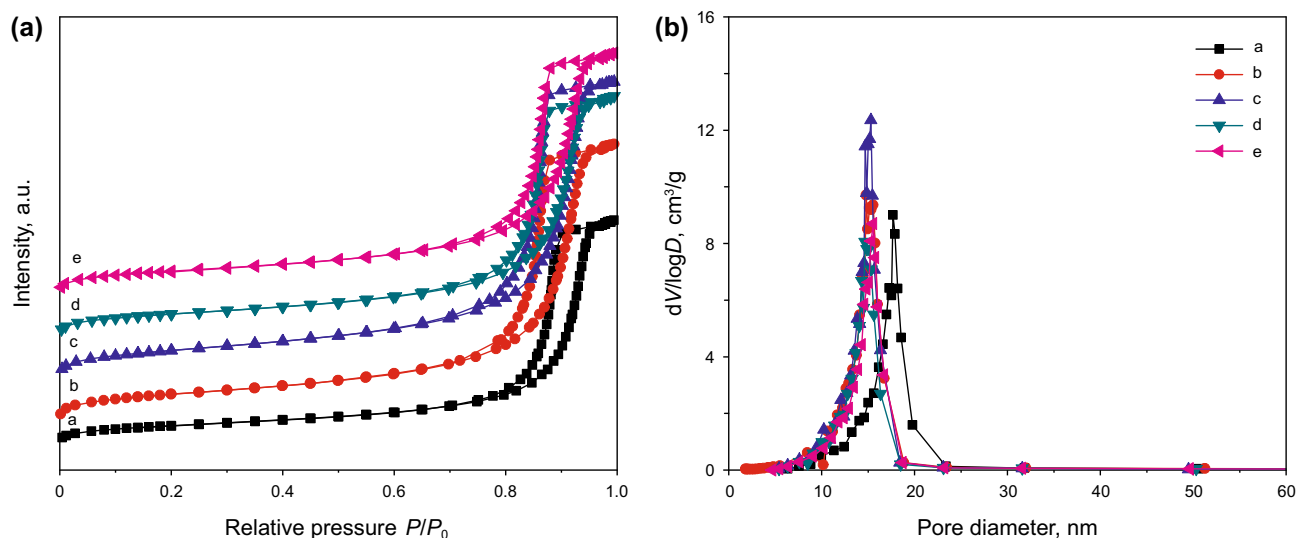 (a)
Intensity, a.u.
e
d
c
b
a
0 0.2 0.4 0.6 0.8 1.0
Relative pressure P/P₀
(b)
dV/logD, cm³/g
16
12
8
4
0
a
b
c
d
e
0 10 20 30 40 50 60
Pore diameter, nm